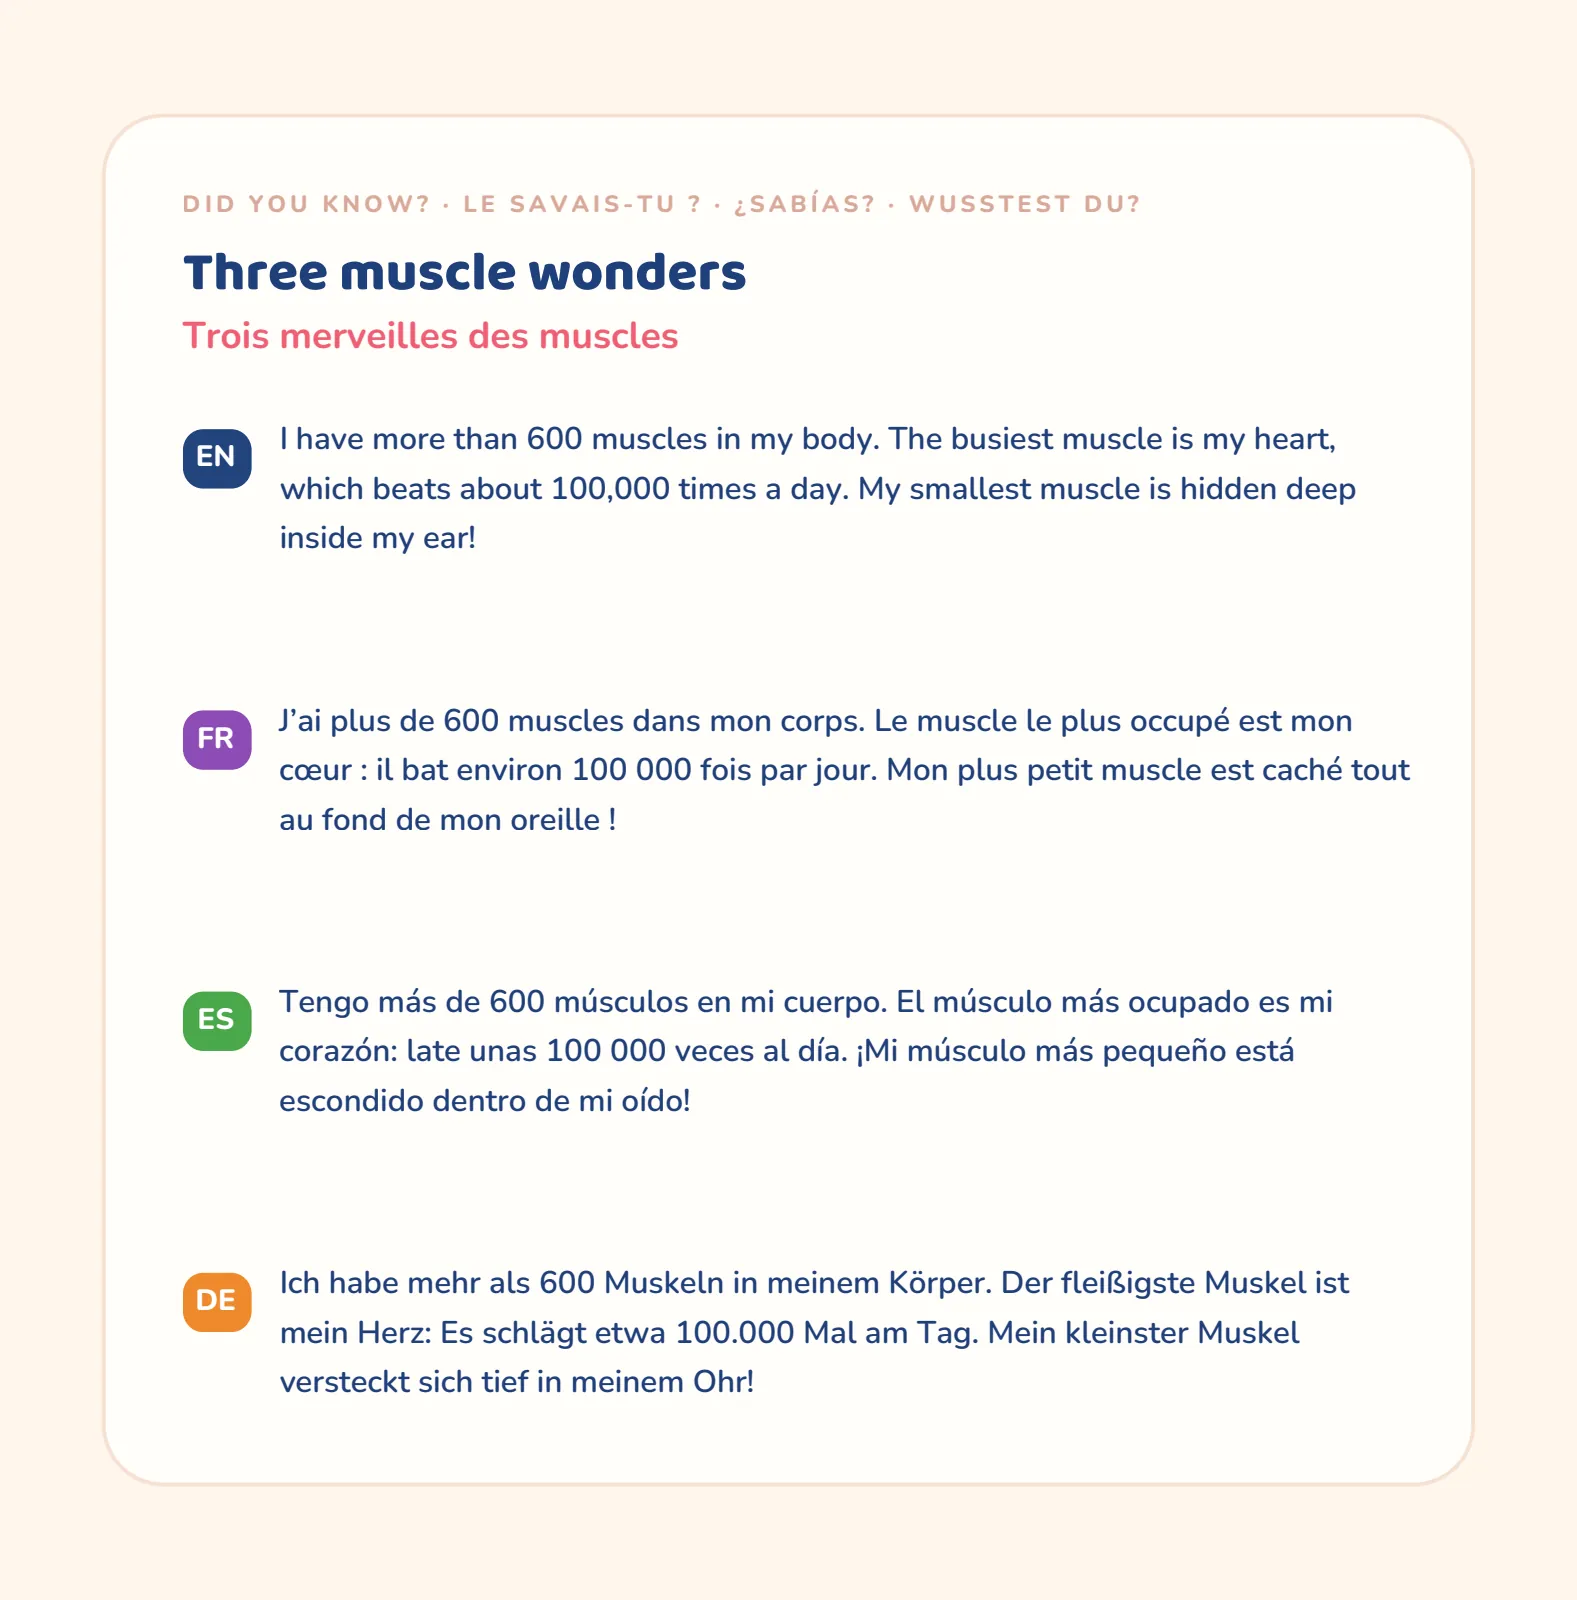 DID YOU KNOW? · LE SAVAIS-TU ? · ¿SABÍAS? · WUSSTEST DU?
Three muscle wonders
Trois merveilles des muscles
EN
I have more than 600 muscles in my body. The busiest muscle is my heart,
which beats about 100,000 times a day. My smallest muscle is hidden deep
inside my ear!
FR
J’ai plus de 600 muscles dans mon corps. Le muscle le plus occupé est mon
cœur : il bat environ 100 000 fois par jour. Mon plus petit muscle est caché tout
au fond de mon oreille !
ES
Tengo más de 600 músculos en mi cuerpo. El músculo más ocupado es mi
corazón: late unas 100 000 veces al día. ¡Mi músculo más pequeño está
escondido dentro de mi oído!
DE
Ich habe mehr als 600 Muskeln in meinem Körper. Der fleißigste Muskel ist
mein Herz: Es schlägt etwa 100.000 Mal am Tag. Mein kleinster Muskel
versteckt sich tief in meinem Ohr!